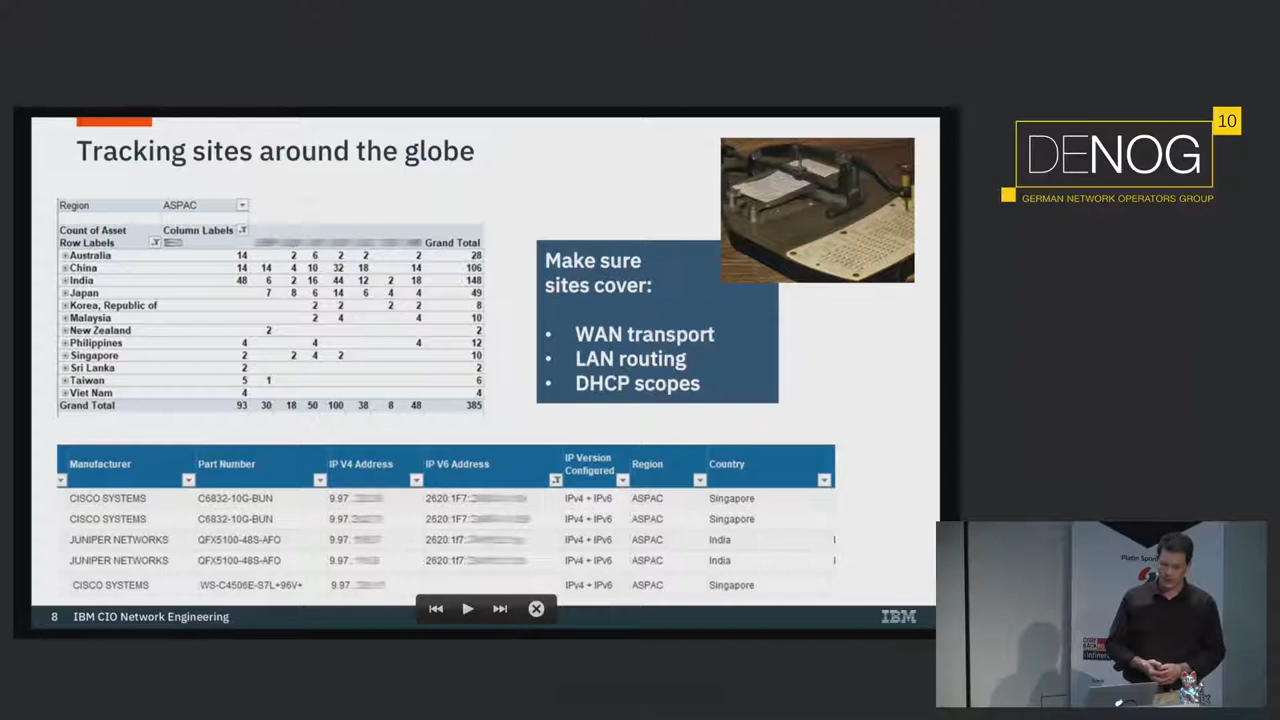 Tracking sites around the globe
Region ASPAC
Count of Asset Column Labels
Row Labels Grand Total
Australia 14 2 6 2 2 2 28
China 14 14 4 10 32 18 14 106
India 48 6 2 16 44 12 2 18 148
Japan 7 8 6 14 6 4 4 49
Korea, Republic of 2 2 2 2 8
Malaysia 2 4 4 10
New Zealand 2 2
Philippines 4 4 4 12
Singapore 2 2 4 2 10
Sri Lanka 2 2
Taiwan 5 1 6
Viet Nam 4 4
Grand Total 93 30 18 50 100 38 8 48 385
Make sure
sites cover:
• WAN transport
• LAN routing
• DHCP scopes
Manufacturer Part Number IP V4 Address IP V6 Address IP Version Configured Region Country
CISCO SYSTEMS C6832-10G-BUN 9.97. 2620:1F7: IPv4 + IPv6 ASPAC Singapore
CISCO SYSTEMS C6832-10G-BUN 9.97. 2620:1F7: IPv4 + IPv6 ASPAC Singapore
JUNIPER NETWORKS QFX5100-48S-AFO 9.97. 2620:1f7: IPv4 + IPv6 ASPAC India
JUNIPER NETWORKS QFX5100-48S-AFO 9.97. 2620:1f7: IPv4 + IPv6 ASPAC India
CISCO SYSTEMS WS-C4506E-S7L+96V+ 9.97. IPv4 + IPv6 ASPAC Singapore
8 IBM CIO Network Engineering
IBM
DENOG 10
GERMAN NETWORK OPERATORS GROUP
Platin